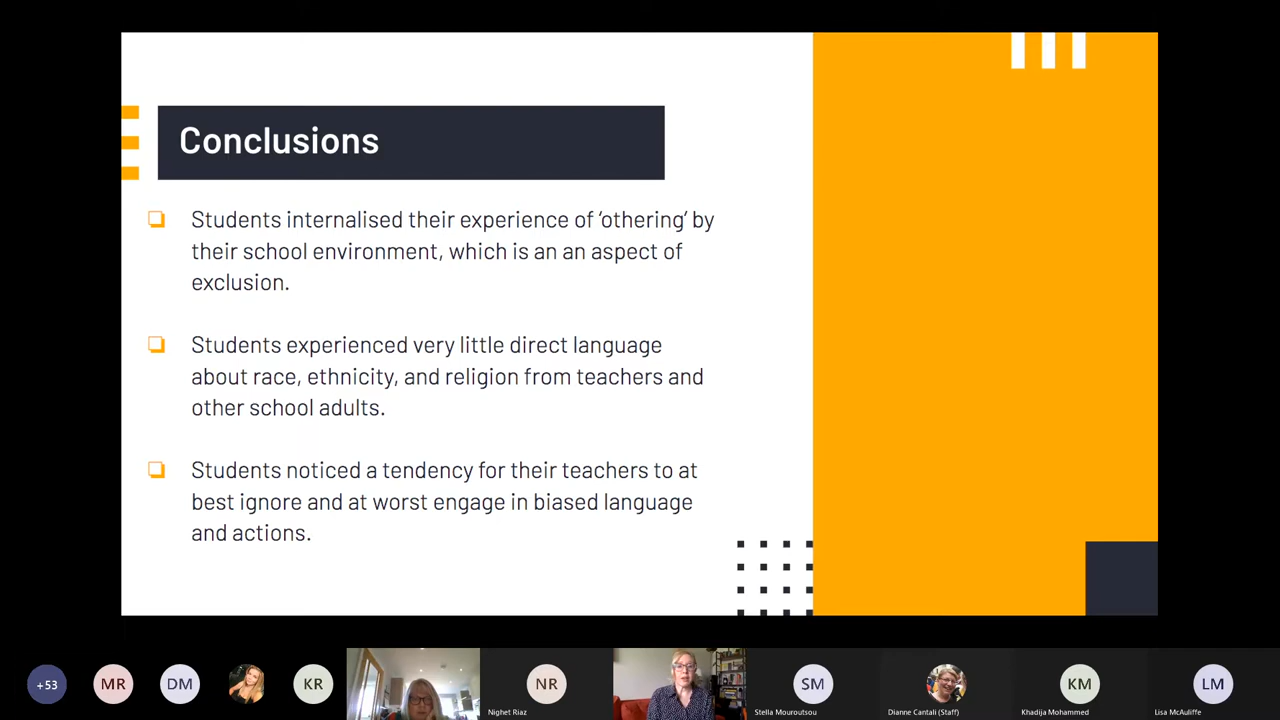 Conclusions
Students internalised their experience of ‘othering’ by
their school environment, which is an an aspect of
exclusion.
Students experienced very little direct language
about race, ethnicity, and religion from teachers and
other school adults.
Students noticed a tendency for their teachers to at
best ignore and at worst engage in biased language
and actions.
+53
MR
DM
KR
NR
SM
KM
LM
Nighet Riaz
Stella Mouroutsou
Dianne Cantali (Staff)
Khadija Mohammed
Lisa McAuliffe